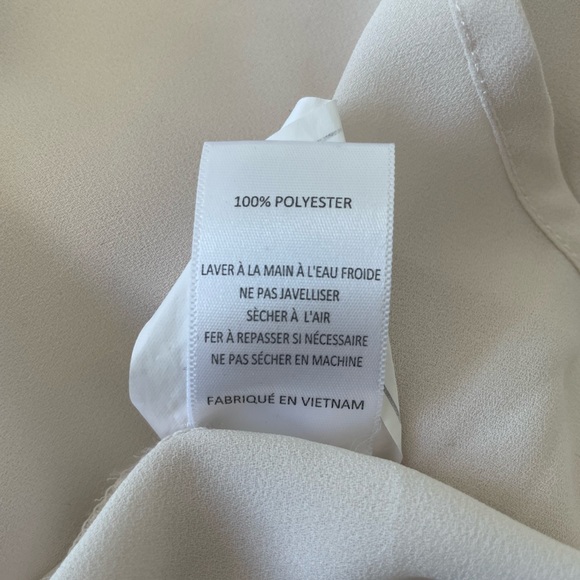 100% POLYESTER
LAVER À LA MAIN À L'EAU FROIDE
NE PAS JAVELLISER
SÈCHER À L'AIR
FER À REPASSER SI NÉCESSAIRE
NE PAS SÉCHER EN MACHINE
FABRIQUÉ EN VIETNAM